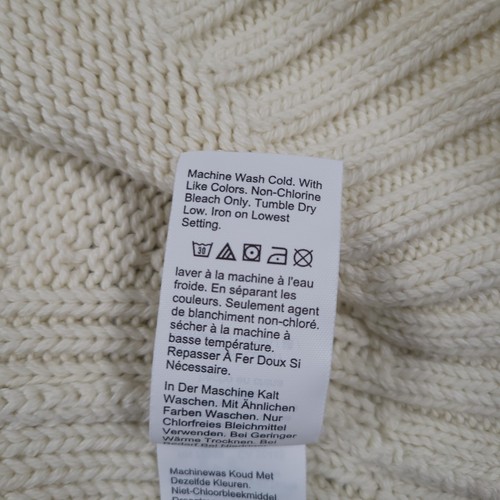 Machine Wash Cold. With
Like Colors. Non-Chlorine
Bleach Only. Tumble Dry
Low. Iron on Lowest
Setting.
30
laver à la machine à l'eau
froide. En séparant les
couleurs. Seulement agent
de blanchiment non-chloré.
sécher à la machine à
basse température.
Repasser À Fer Doux Si
Nécessaire.
In Der Maschine Kalt
Waschen. Mit Ähnlichen
Farben Waschen. Nur
Chlorfreies Bleichmittel
Verwenden. Bei Geringer
Wärme Trocknen. Bei
Machinewas Koud Met
Dezelfde Kleuren.
Niet-Chloorbleekmiddel